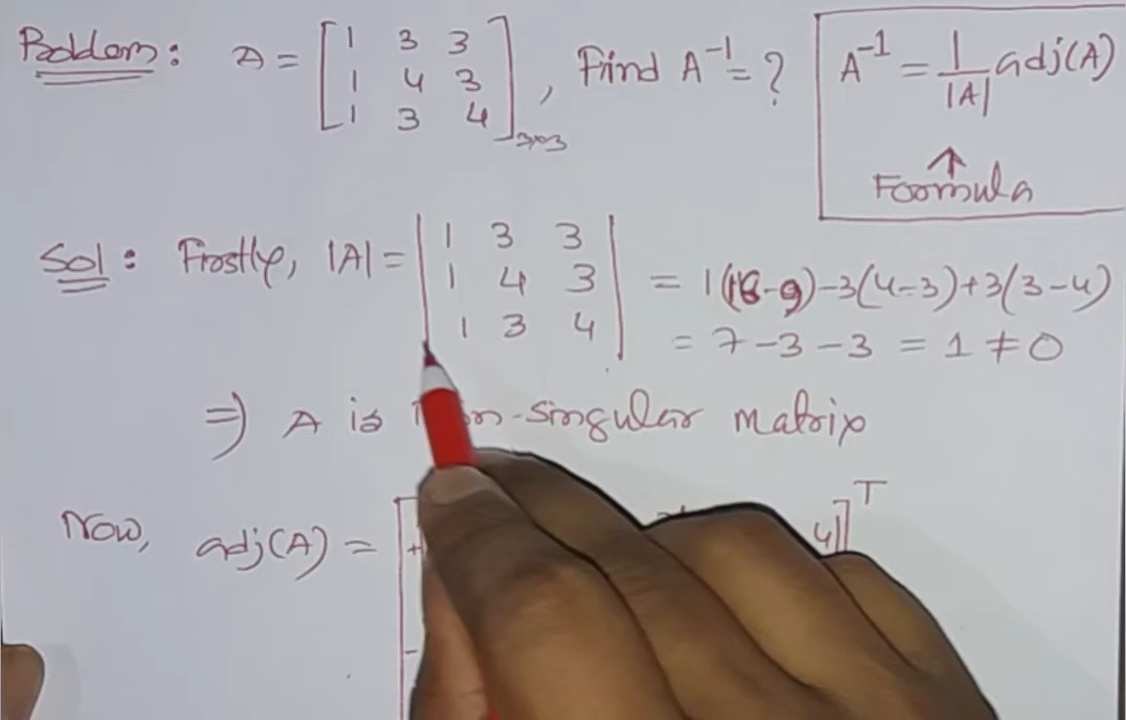 Problem: A = [1 3 3
1 4 3
1 3 4]3×3, Find A⁻¹ = ?
A⁻¹ = 1/|A| adj(A)
↑
Formula
Sol: Firstly, |A| = |1 3 3
1 4 3
1 3 4| = 1(16-9)-3(4-3)+3(3-4)
= 7-3-3 = 1 ≠ 0
⇒ A is -singular matrix
Now, adj(A) = [+ 4|]ᵀ
-